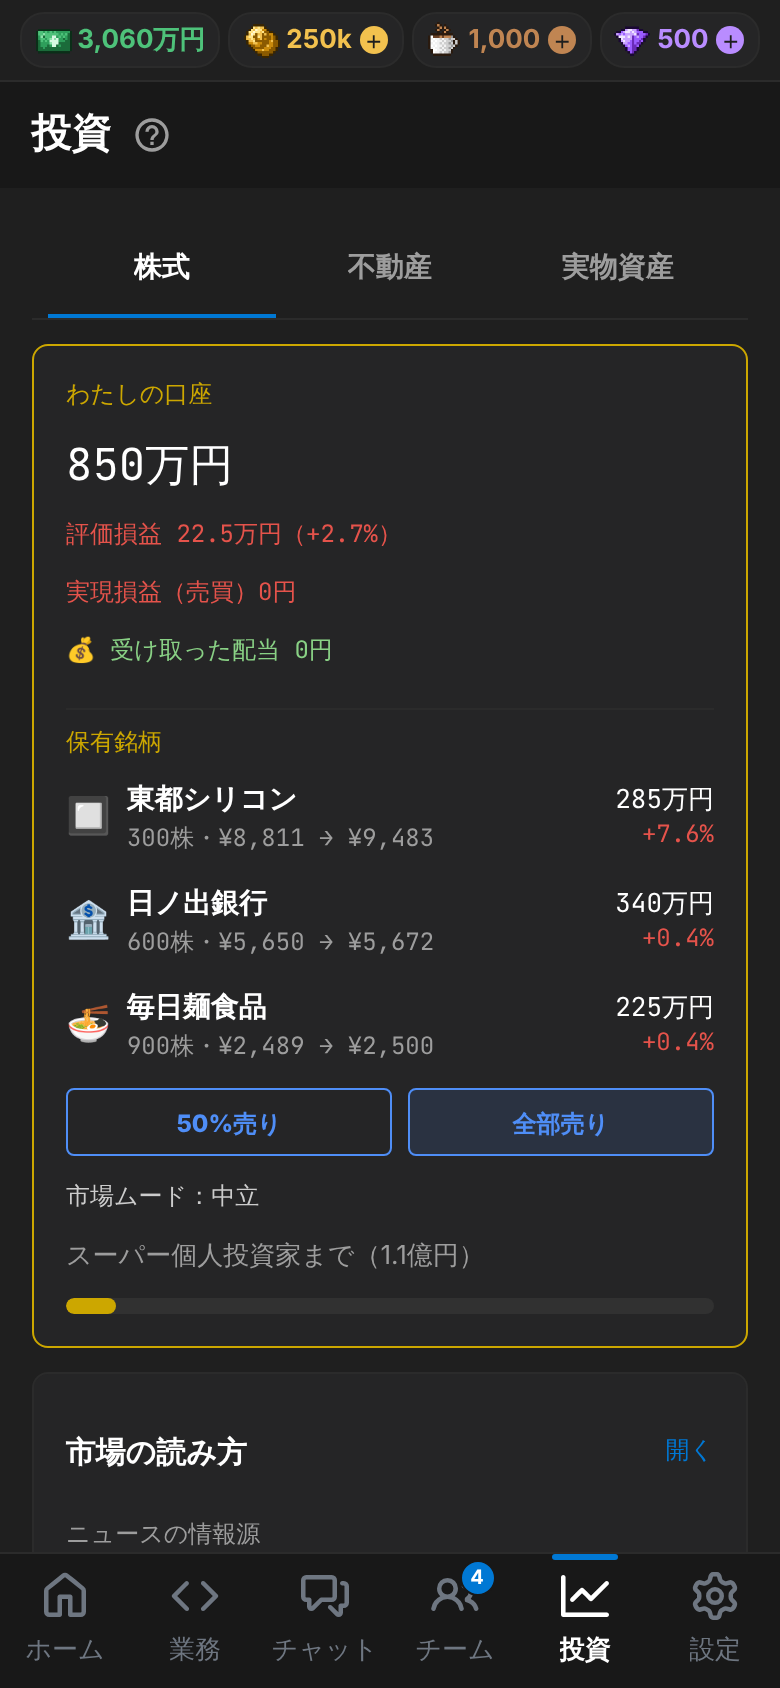 3,060万円 250k + 1,000 + 500 +
投資 ?
株式 不動産 実物資産
わたしの口座
850万円
評価損益 22.5万円（+2.7%）
実現損益（売買）0円
受け取った配当 0円
保有銘柄
東都シリコン 285万円
300株・¥8,811 → ¥9,483 +7.6%
日ノ出銀行 340万円
600株・¥5,650 → ¥5,672 +0.4%
毎日麺食品 225万円
900株・¥2,489 → ¥2,500 +0.4%
50%売り 全部売り
市場ムード：中立
スーパー個人投資家まで（1.1億円）
市場の読み方 開く
ニュースの情報源
4
ホーム 業務 チャット チーム 投資 設定